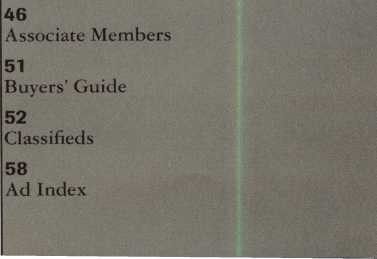 46
Associate Members
51
Buyers' Guide
52
Classifieds
58
Ad Index